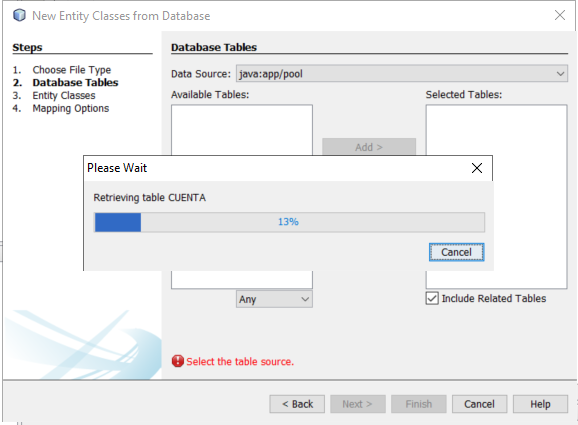 New Entity Classes from Database
Steps
1. Choose File Type
2. Database Tables
3. Entity Classes
4. Mapping Options
Database Tables
Data Source: java:app/pool
Available Tables:
Selected Tables:
Add >
Please Wait
Retrieving table CUENTA
13%
Cancel
Any
Include Related Tables
Select the table source.
< Back
Next >
Finish
Cancel
Help